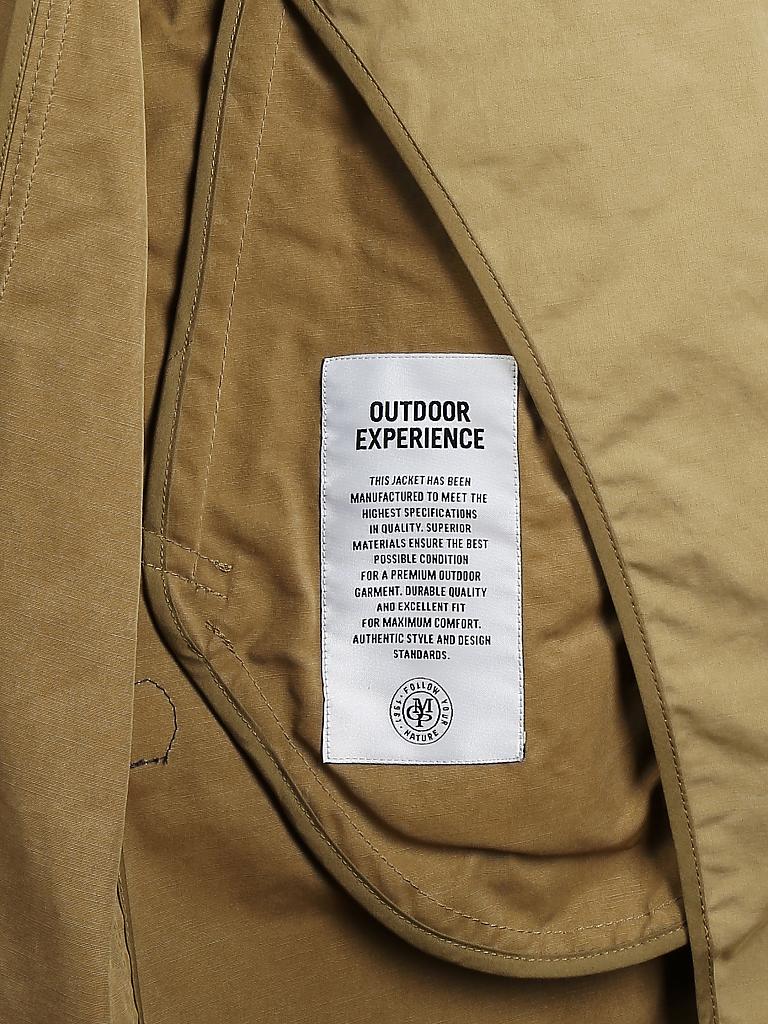 OUTDOOR
EXPERIENCE
THIS JACKET HAS BEEN
MANUFACTURED TO MEET THE
HIGHEST SPECIFICATIONS
IN QUALITY. SUPERIOR
MATERIALS ENSURE THE BEST
POSSIBLE CONDITION
FOR A PREMIUM OUTDOOR
GARMENT. DURABLE QUALITY
AND EXCELLENT FIT
FOR MAXIMUM COMFORT.
AUTHENTIC STYLE AND DESIGN
STANDARDS.
FOLLOW YOUR NATURE · 1967 ·
MOP